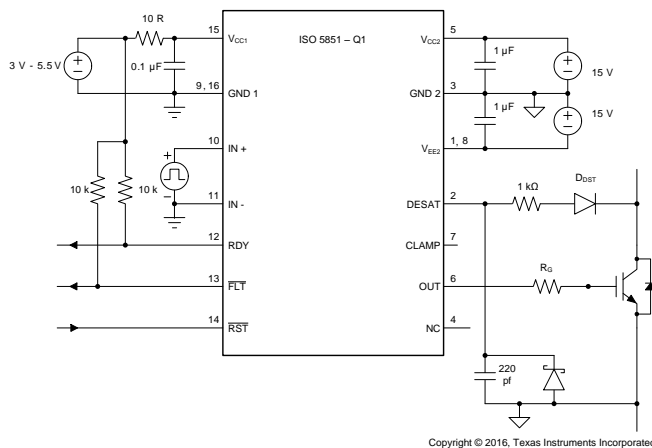 10 R
15
VCC1
ISO 5851 – Q1
VCC2
5
3 V - 5.5 V
0.1 µF
1 µF
15 V
9, 16
GND 1
GND 2
3
1 µF
15 V
10
IN +
VEE2
1, 8
+
−
10 k
10 k
11
IN -
DESAT
2
1 kΩ
DDST
12
RDY
CLAMP
7
13
FLT
OUT
6
RG
14
RST
NC
4
220
pf
Copyright © 2016, Texas Instruments Incorporated